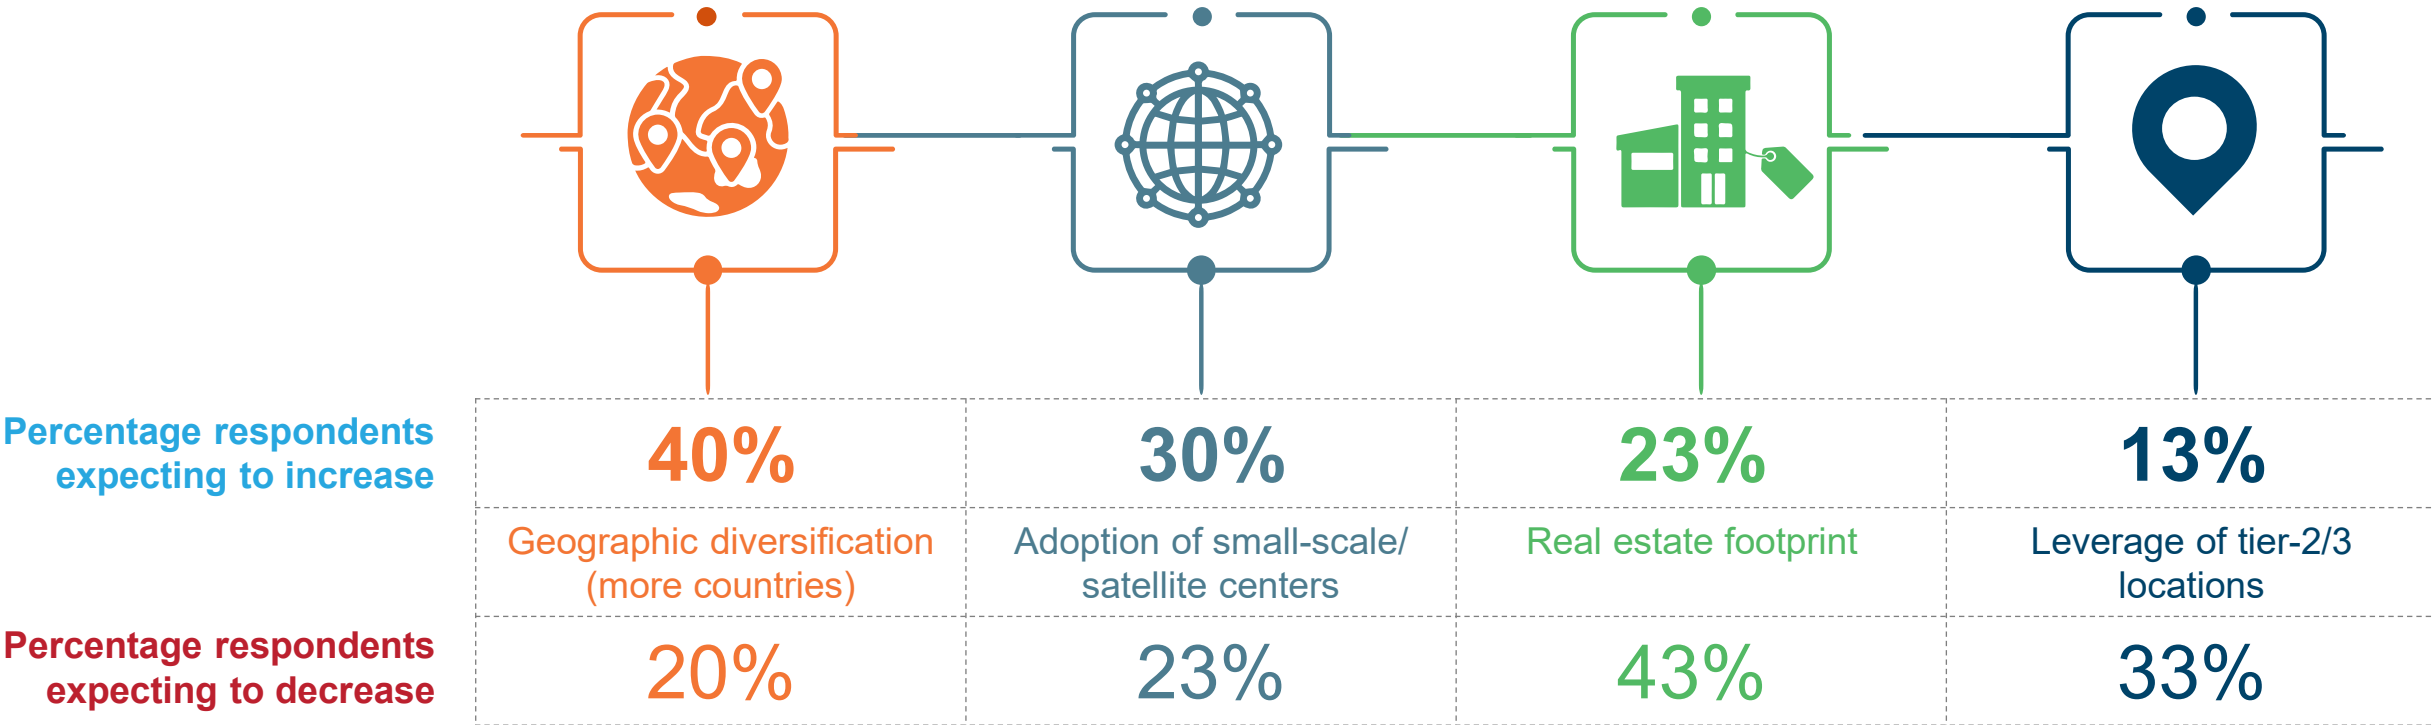 Percentage respondents
expecting to increase
40%
30%
23%
13%
Geographic diversification
(more countries)
Adoption of small-scale/
satellite centers
Real estate footprint
Leverage of tier-2/3
locations
Percentage respondents
expecting to decrease
20%
23%
43%
33%